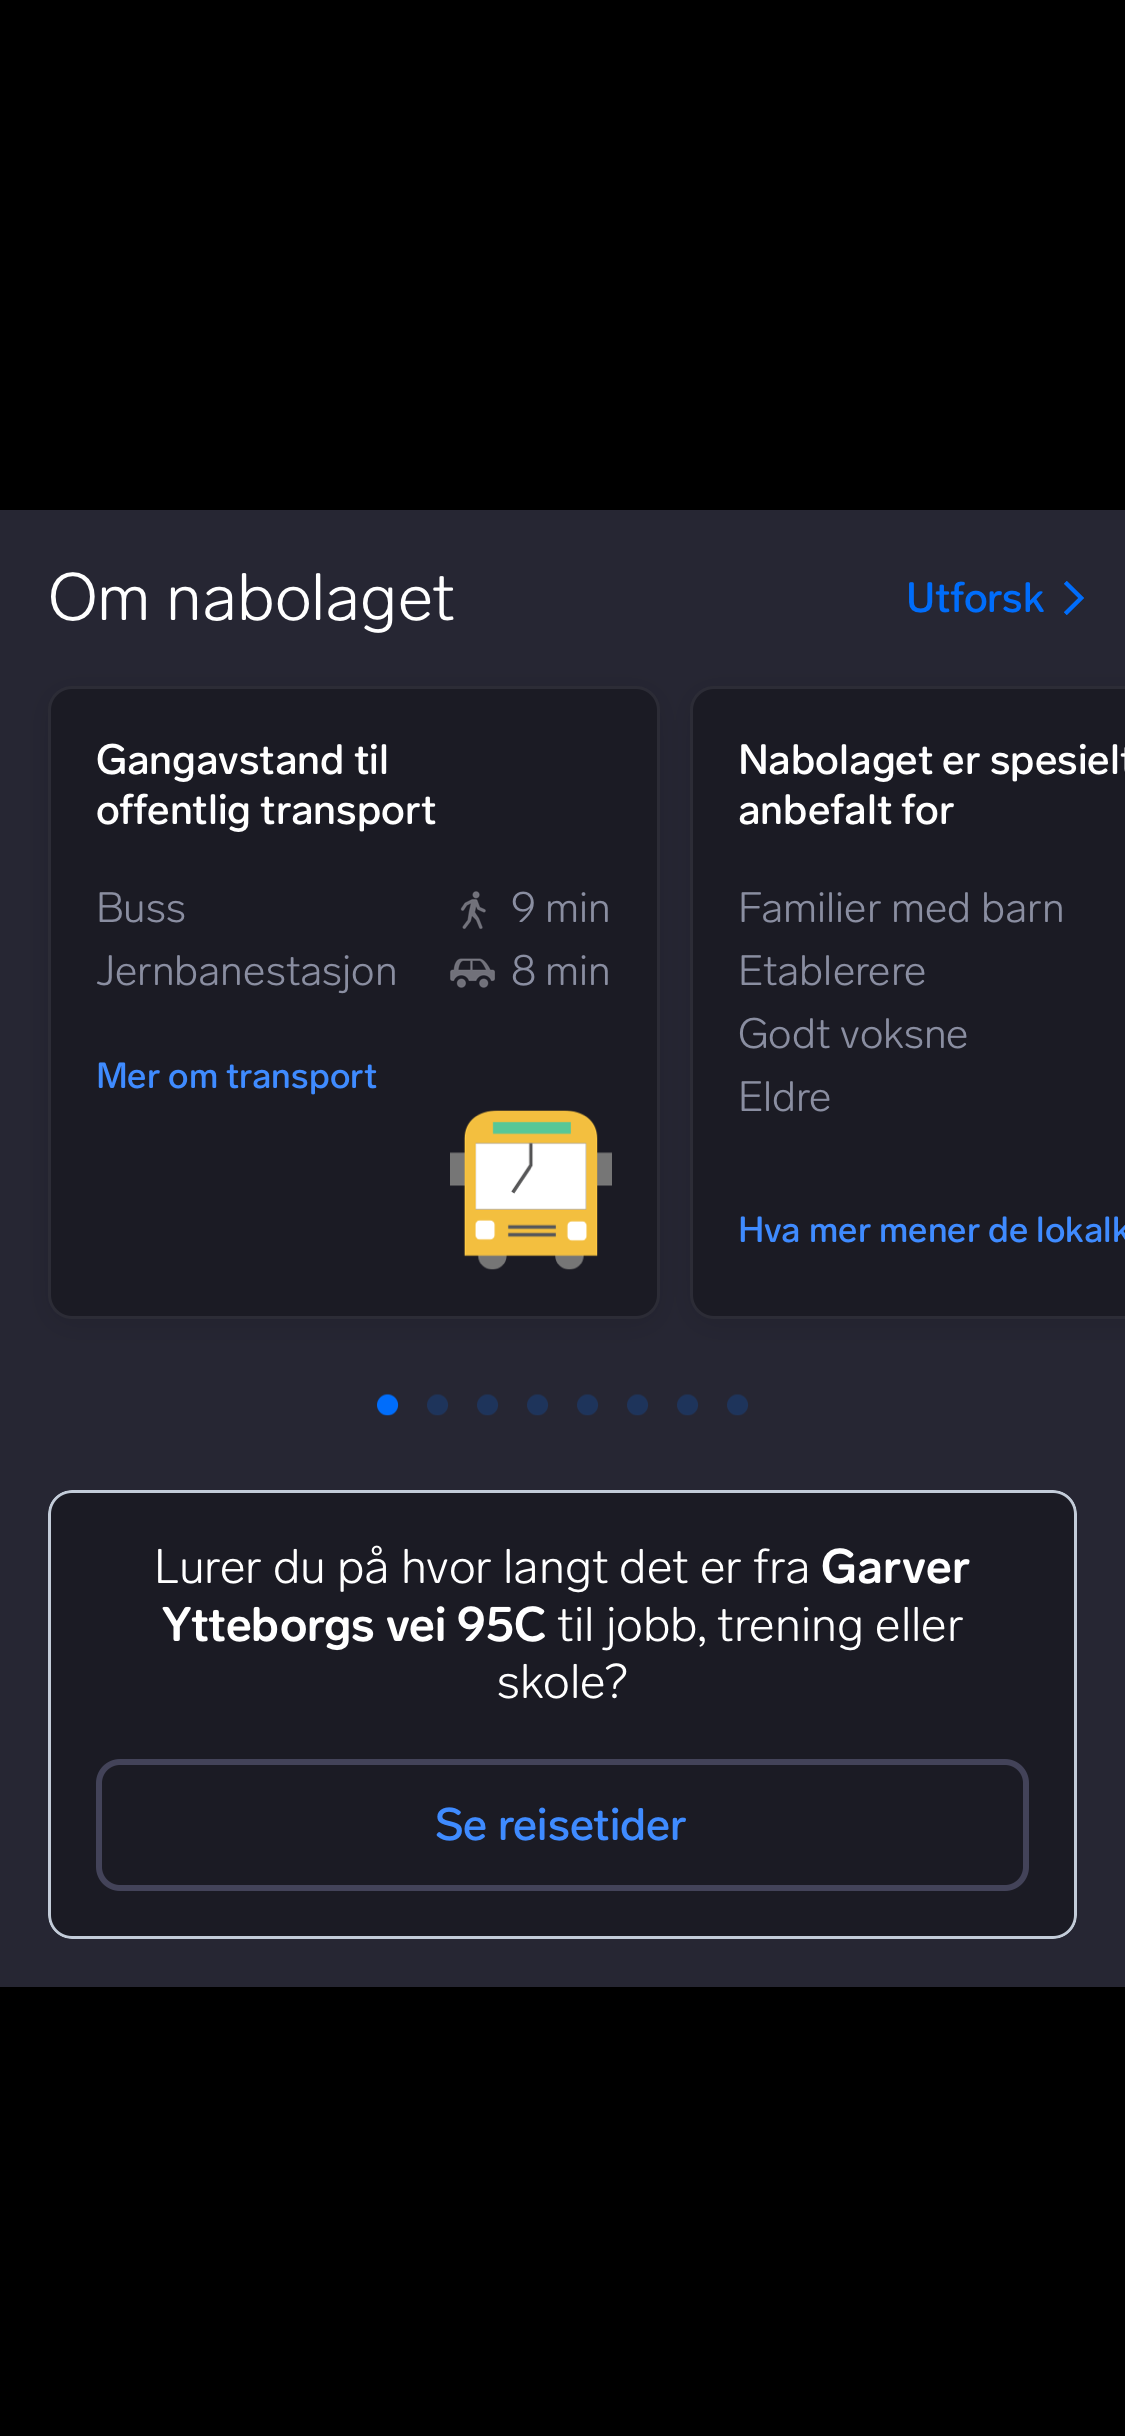 Om nabolaget
Utforsk
Gangavstand til
offentlig transport
Buss 9 min
Jernbanestasjon 8 min
Mer om transport
Nabolaget er spesielt
anbefalt for
Familier med barn
Etablerere
Godt voksne
Eldre
Hva mer mener de
Lurer du på hvor langt det er fra Garver
Ytteborgs vei 95C til jobb, trening eller
skole?
Se reisetider